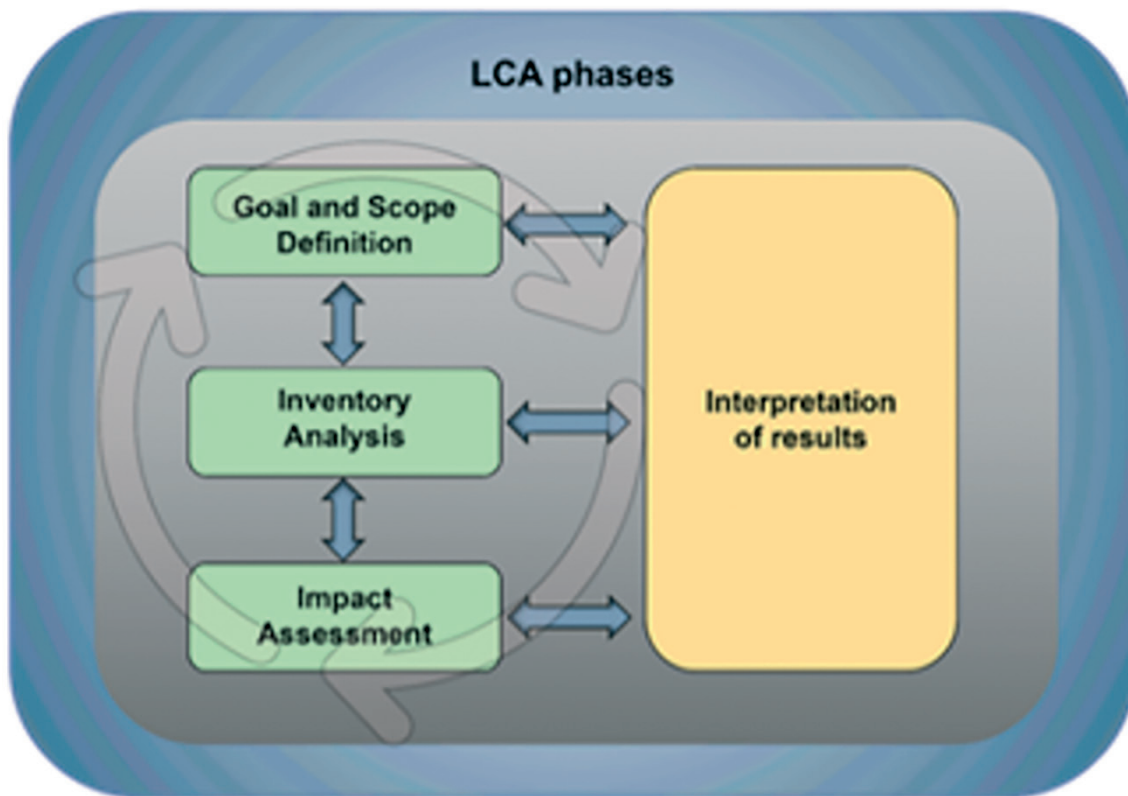 LCA phases
Goal and Scope
Definition
Inventory
Analysis
Impact
Assessment
Interpretation
of results